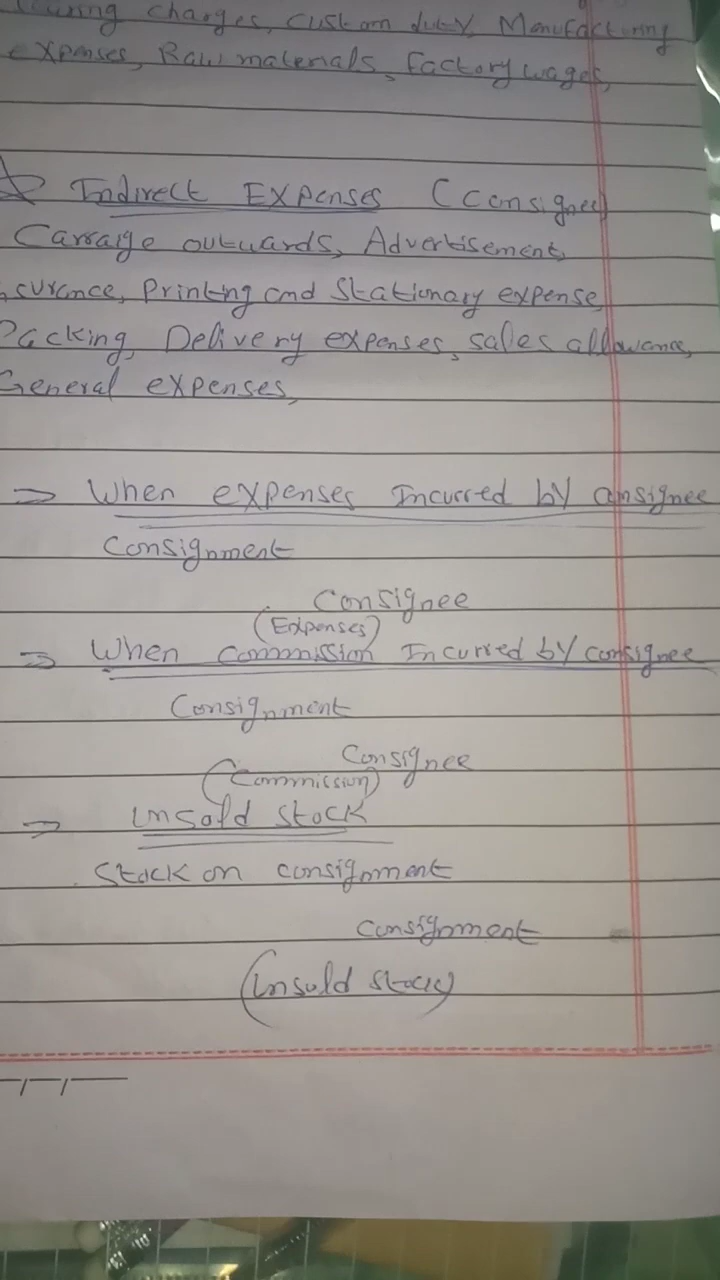 charges, Custom duty, Manufacturing
expenses, Raw materials, Factory wages,
Indirect Expenses (Consignee)
Carraige outwards, Advertisement,
surance, Printing and Stationary expense,
Packing, Delivery expenses, sales allowance,
General expenses,
⇒ When expenses Incurred by Consignee
Consignment
Consignee
(Expenses)
⇒ When Commission Incurred by consignee
Consignment
Consignee
(Commission)
⇒ Unsold stock
Stock on consignment
Consignment
(Unsold stock)